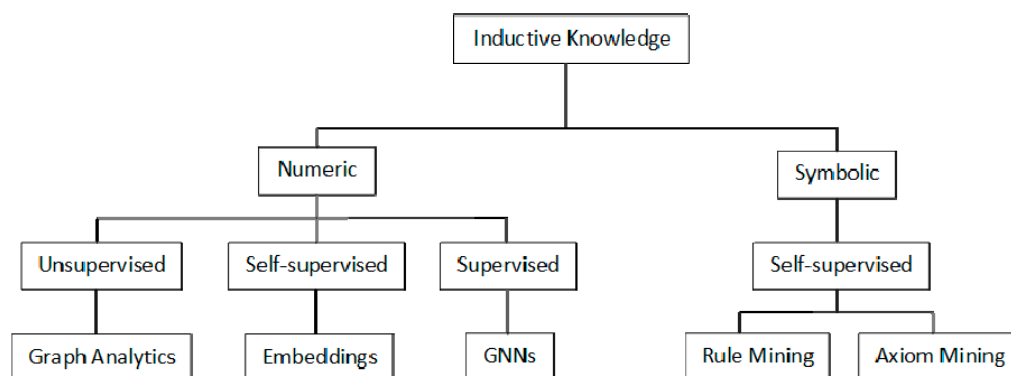 Inductive Knowledge
Numeric
Symbolic
Unsupervised
Self-supervised
Supervised
Self-supervised
Graph Analytics
Embeddings
GNNs
Rule Mining
Axiom Mining